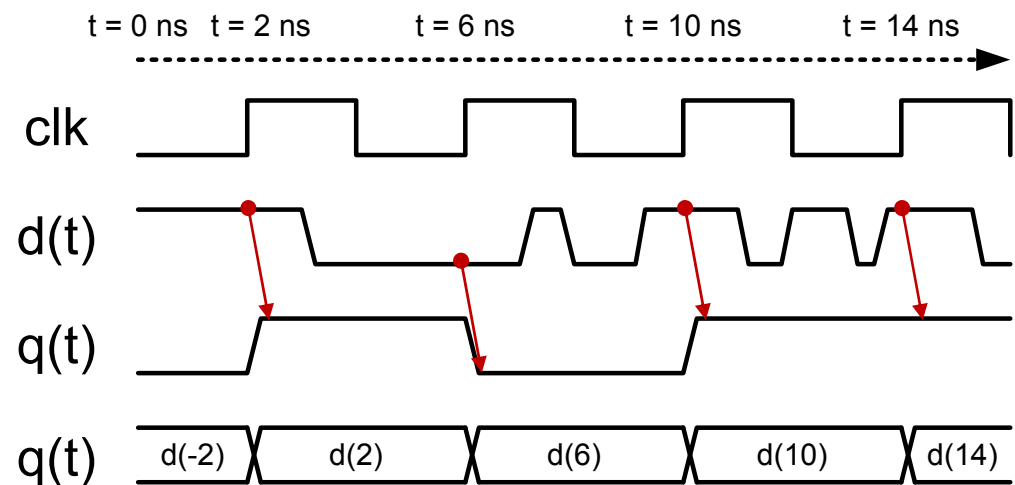 t = 0 ns t = 2 ns t = 6 ns t = 10 ns t = 14 ns
clk
d(t)
q(t)
q(t) d(-2) d(2) d(6) d(10) d(14)